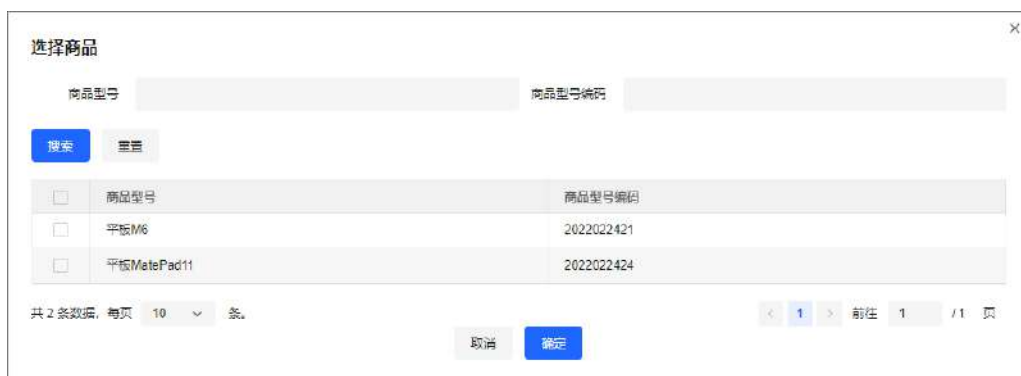 选择商品
商品型号 商品型号编码
搜索 重置
商品型号 商品型号编码
平板M6 2022022421
平板MatePad11 2022022424
共 2 条数据, 每页 10 条。 < 1 > 前往 1 / 1 页
取消 确定